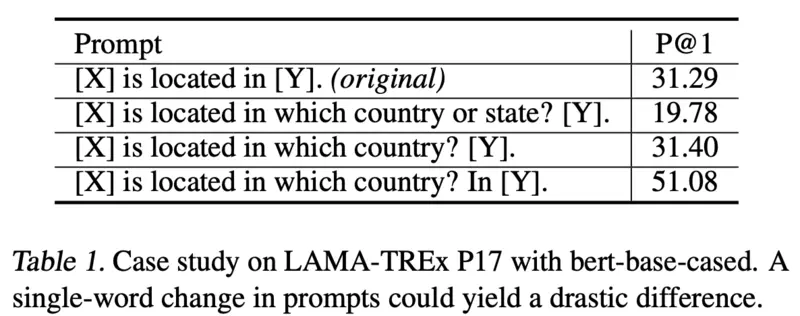 Prompt P@1
[X] is located in [Y]. (original) 31.29
[X] is located in which country or state? [Y]. 19.78
[X] is located in which country? [Y]. 31.40
[X] is located in which country? In [Y]. 51.08
Table 1. Case study on LAMA-TREx P17 with bert-base-cased. A
single-word change in prompts could yield a drastic difference.